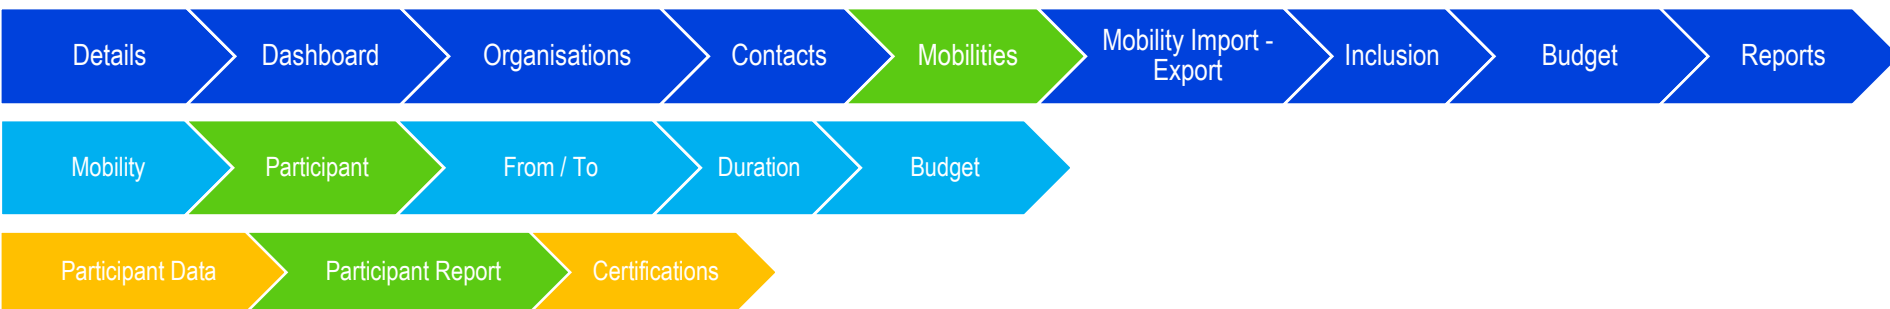 Details
Dashboard
Organisations
Contacts
Mobilities
Mobility Import -
Export
Inclusion
Budget
Reports
Mobility
Participant
From / To
Duration
Budget
Participant Data
Participant Report
Certifications